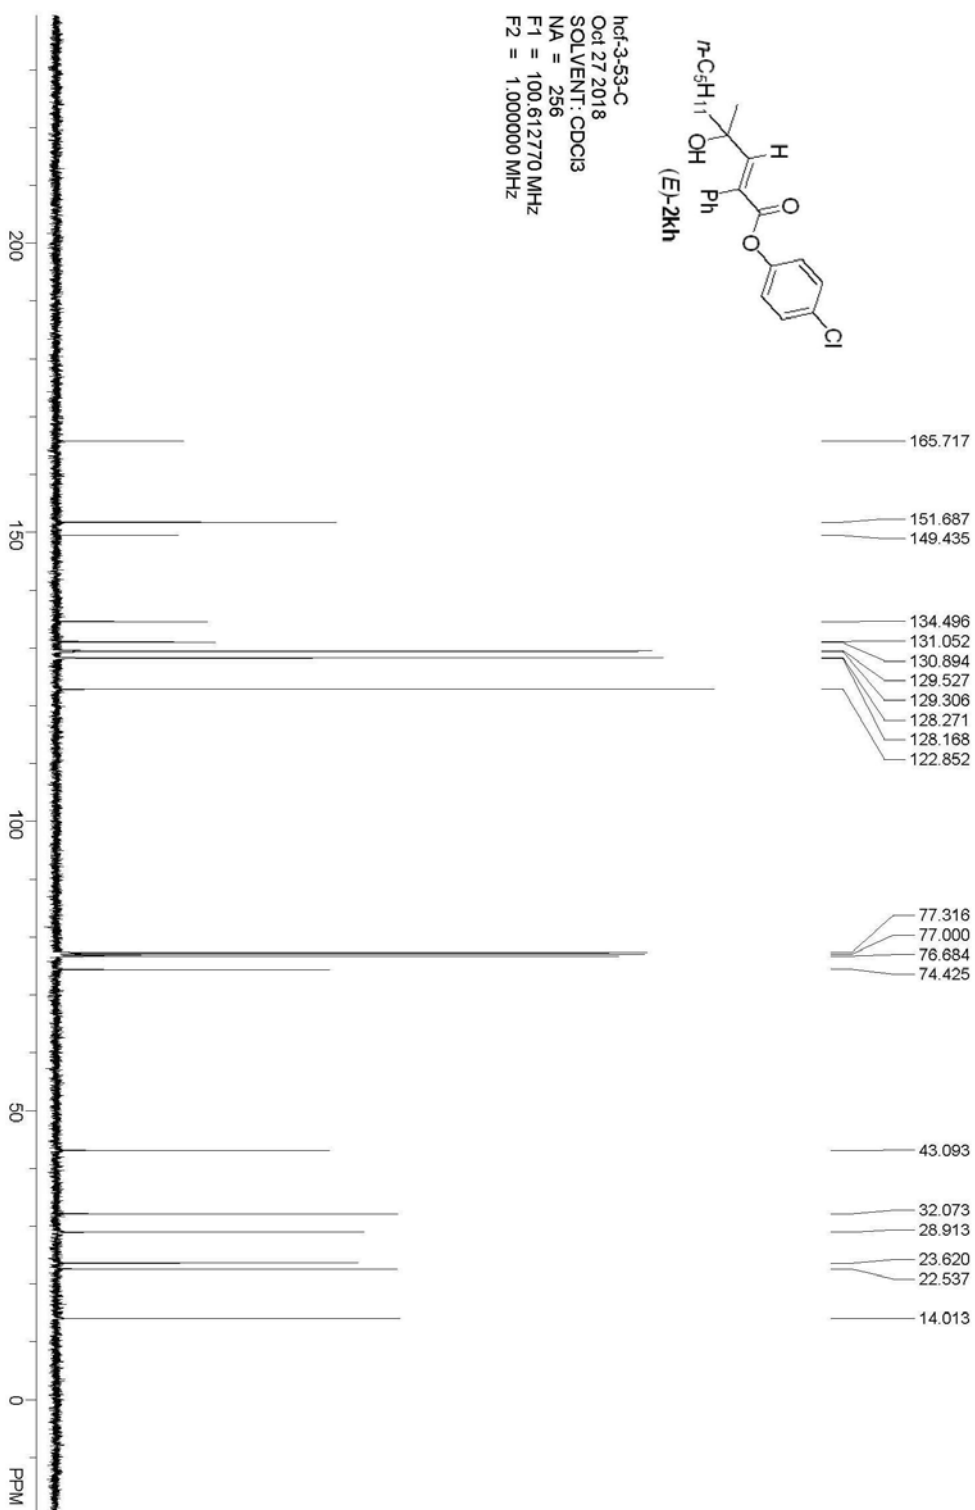 hcf-3-53-C
Oct 27 2018
SOLVENT: CDCl3
NA = 256
F1 = 100.612770 MHz
F2 = 1.000000 MHz
n-C5H11
OH
H
Ph
O
O
Cl
(E)-2kh
165.717
151.687
149.435
134.496
131.052
130.894
129.527
129.306
128.271
128.168
122.852
77.316
77.000
76.684
74.425
43.093
32.073
28.913
23.620
22.537
14.013
200
150
100
50
0
PPM